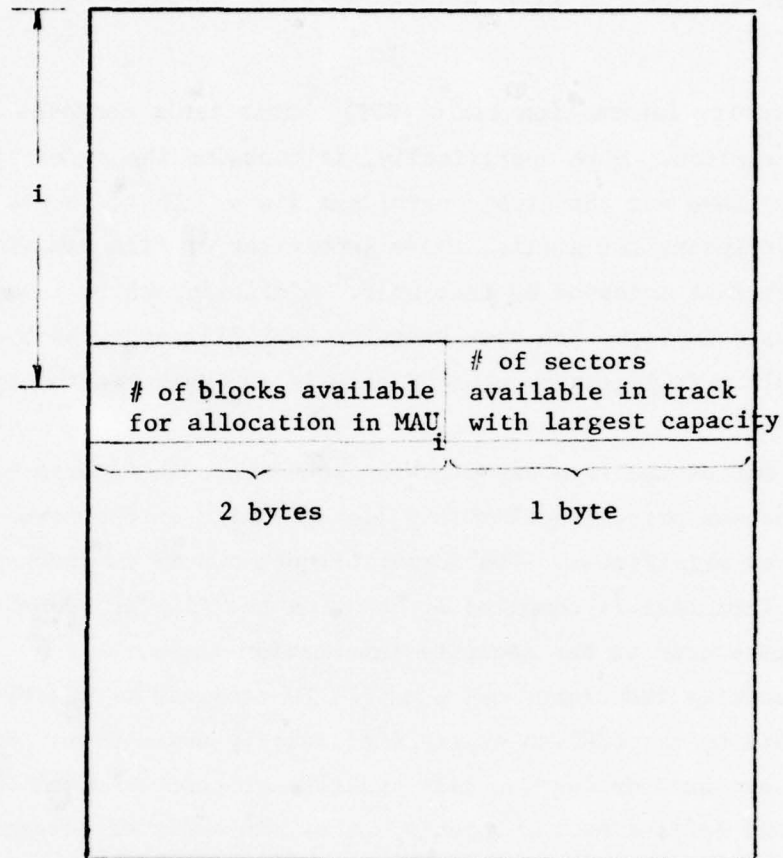 i
# of blocks available
for allocation in MAU
i
# of sectors
available in track
with largest capacity
2 bytes
1 byte